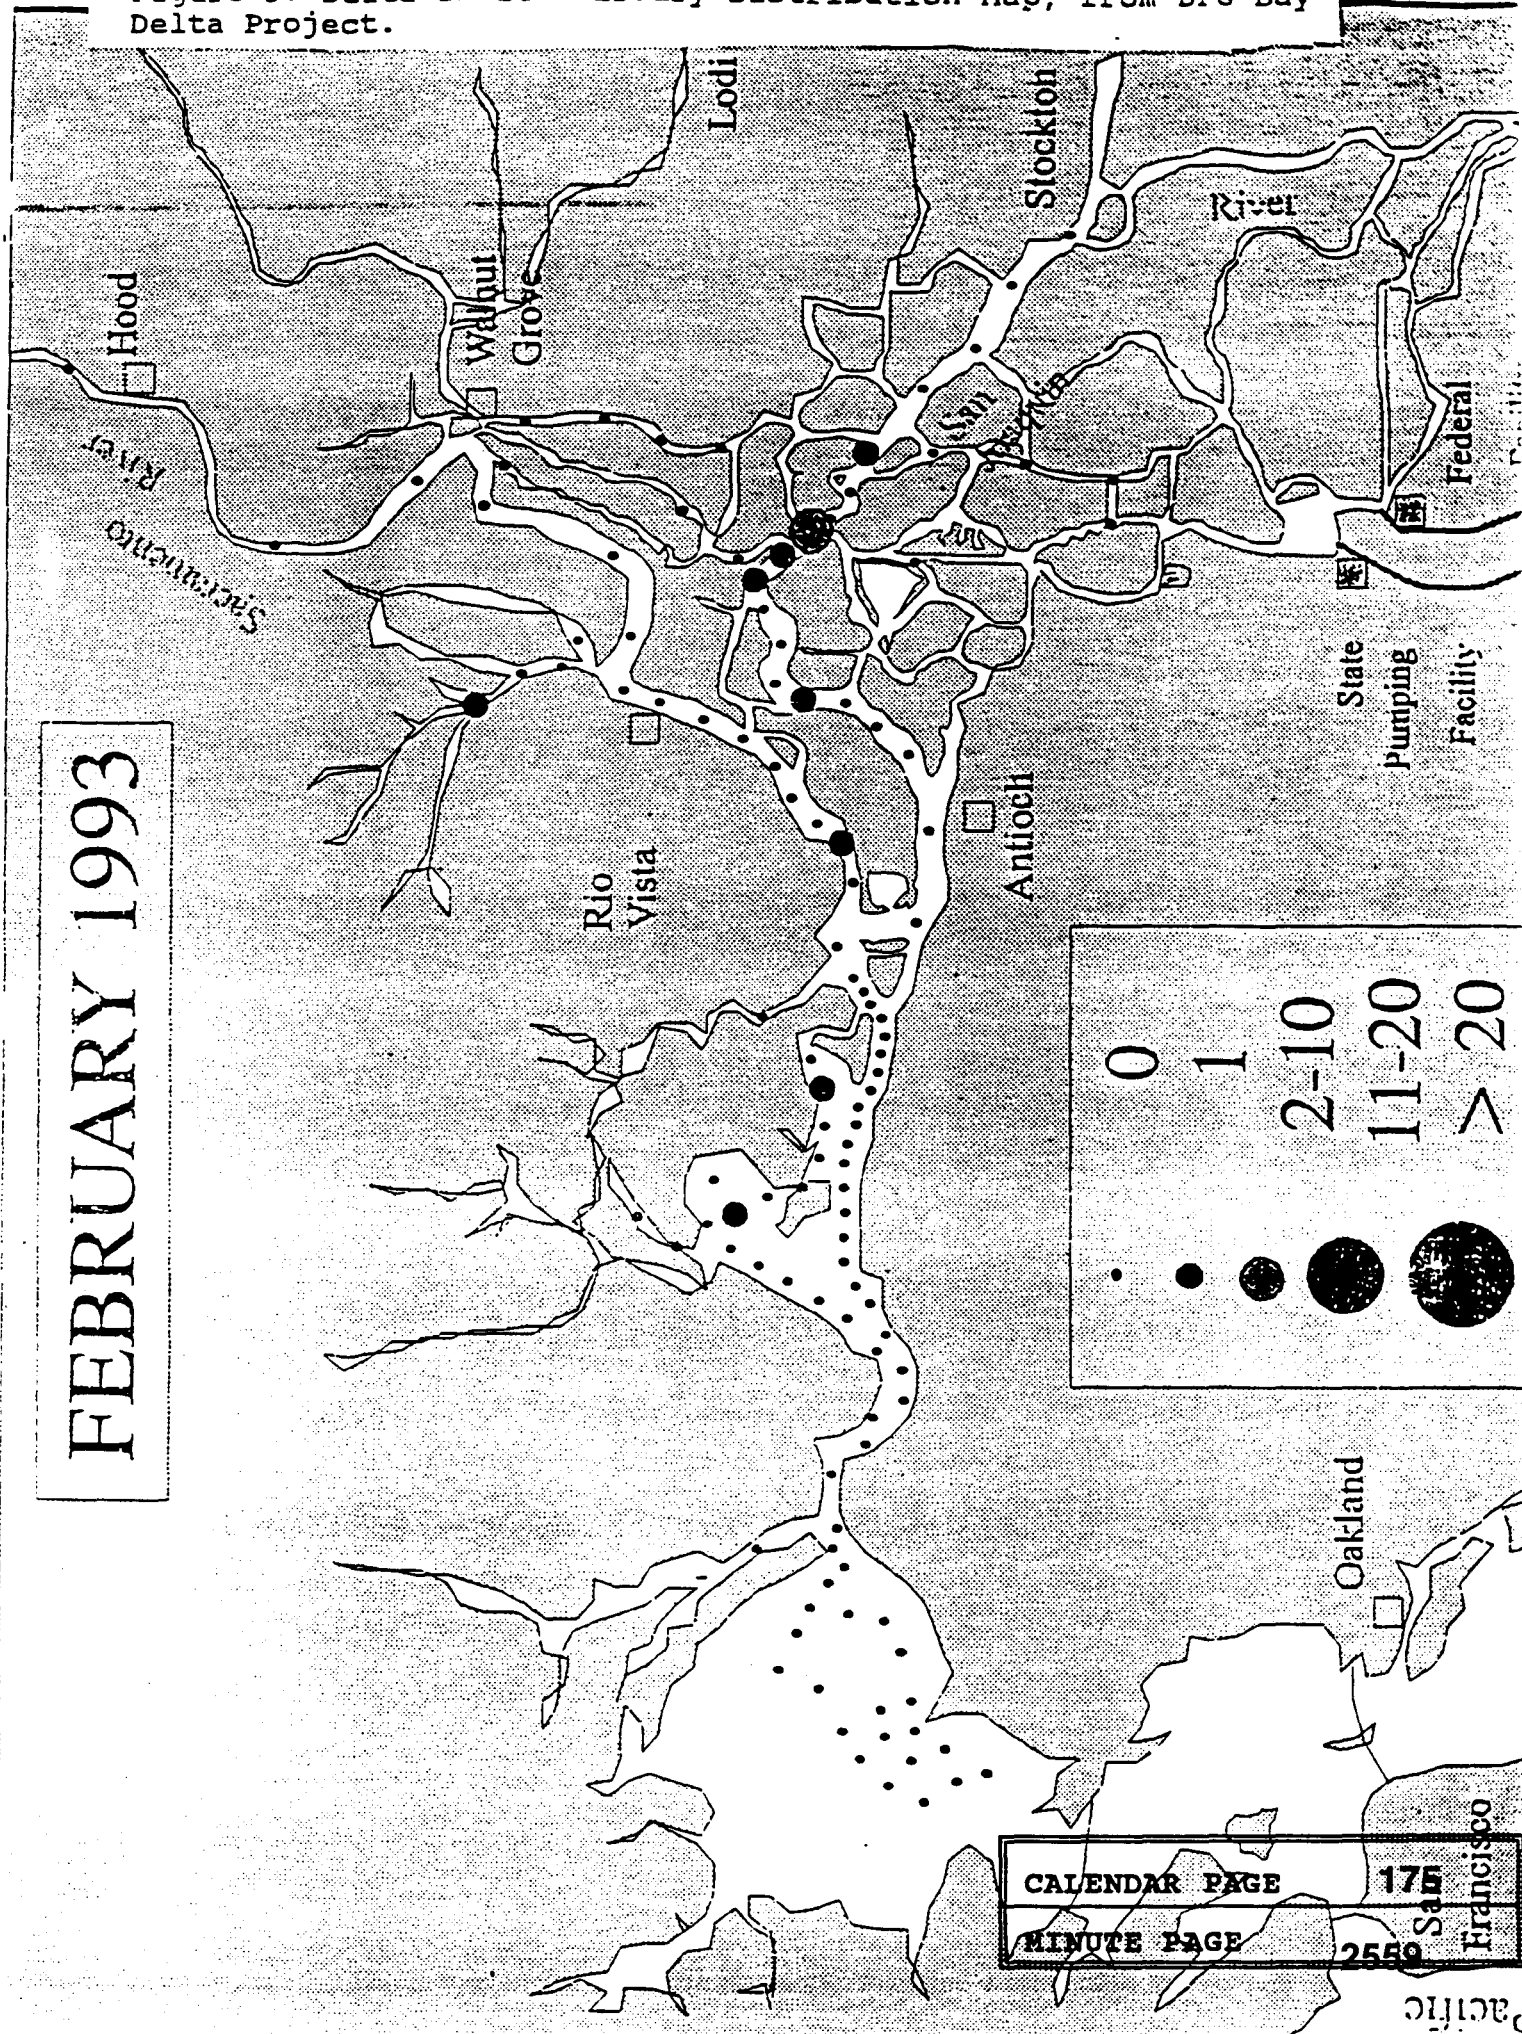 Delta Project.
FEBRUARY 1993
Hood
Walnut
Grove
Lodi
Stockton
River
Sacramento
River
San
Joaquin
Rio
Vista
Antioch
State
Pumping
Facility
Federal
0
1
2-10
11-20
> 20
Oakland
San
Francisco
Pacific
CALENDAR PAGE 175
MINUTE PAGE 2559